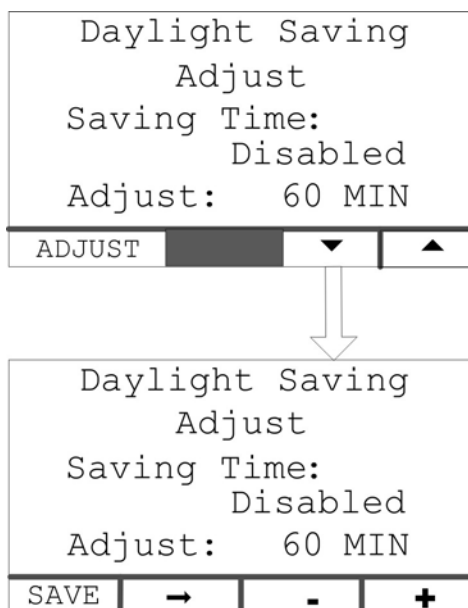 Daylight Saving
Adjust
Saving Time:
Disabled
Adjust: 60 MIN
ADJUST ▼ ▲
Daylight Saving
Adjust
Saving Time:
Disabled
Adjust: 60 MIN
SAVE → - +